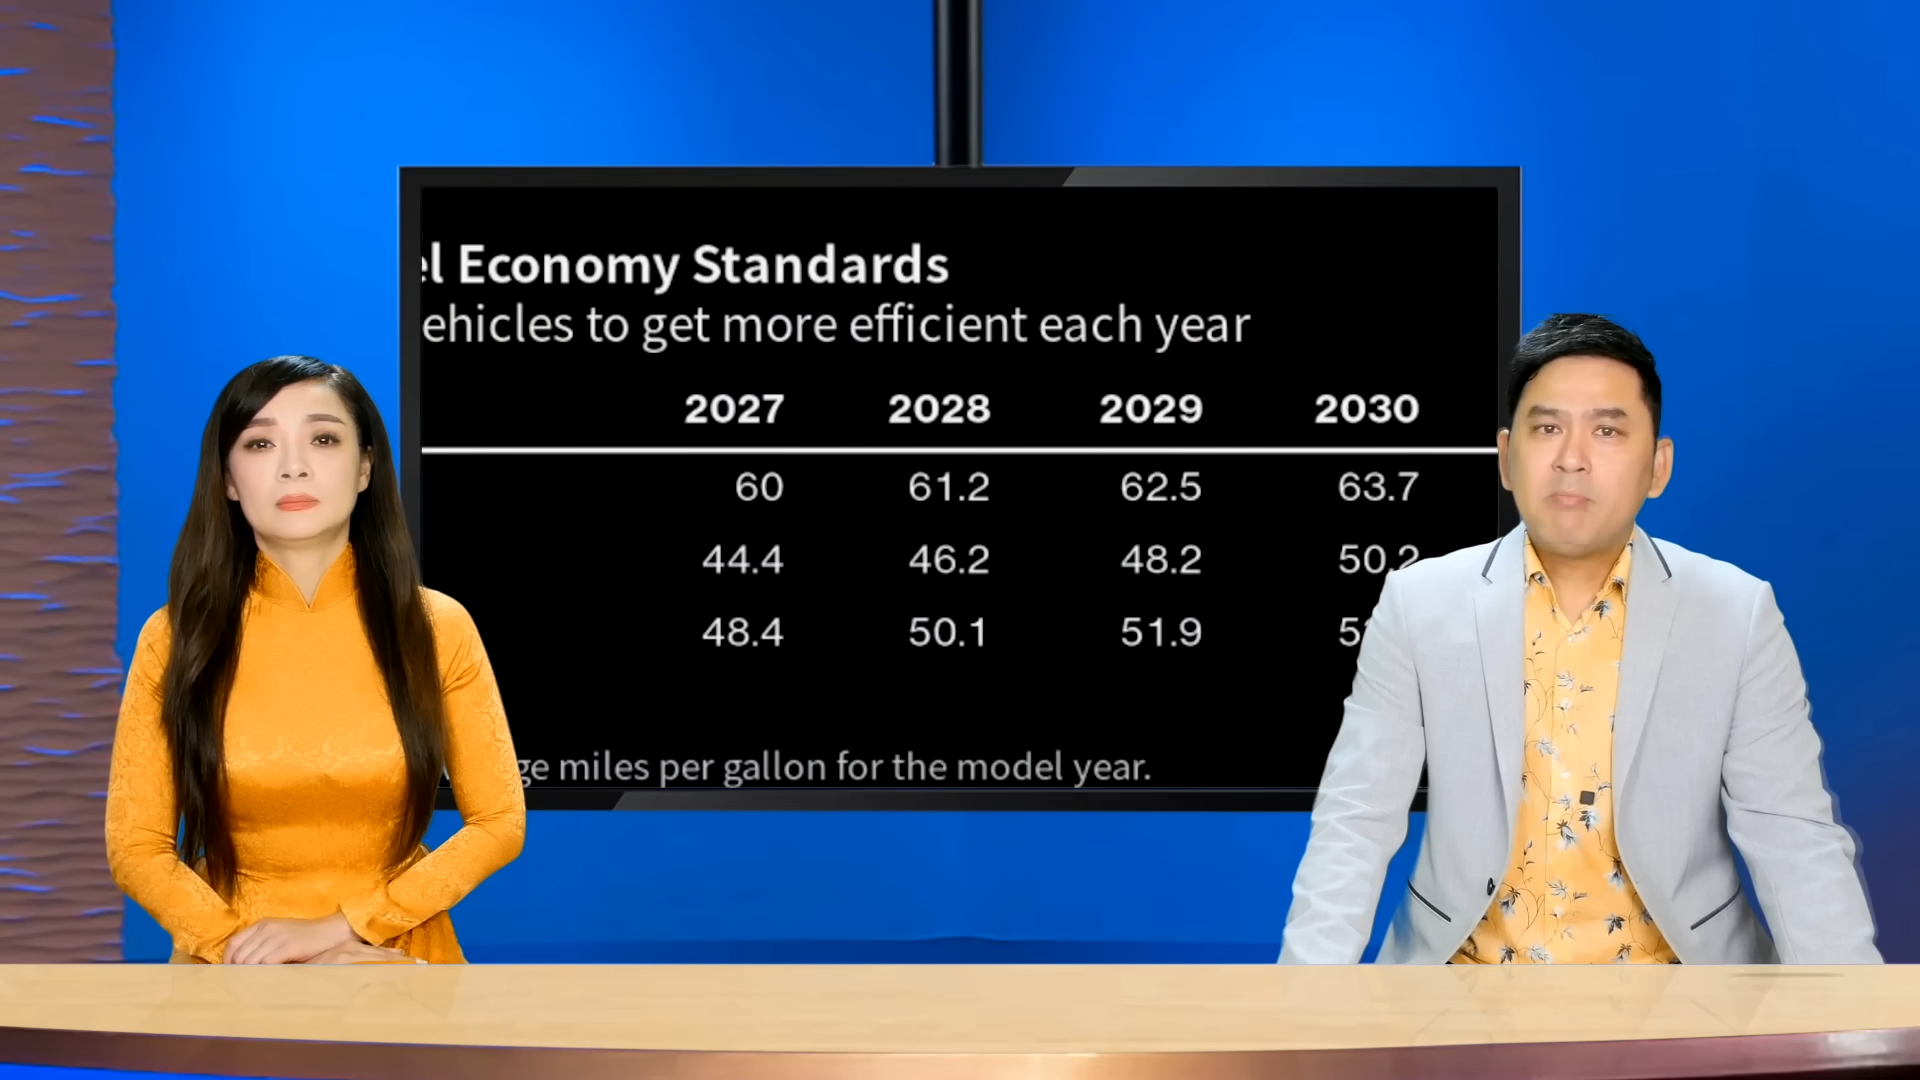 Economy Standards
to get more efficient each year
2027 2028 2029 2030
60 61.2 62.5 63.7
44.4 46.2 48.2 50.2
48.4 50.1 51.9
miles per gallon for the model year.